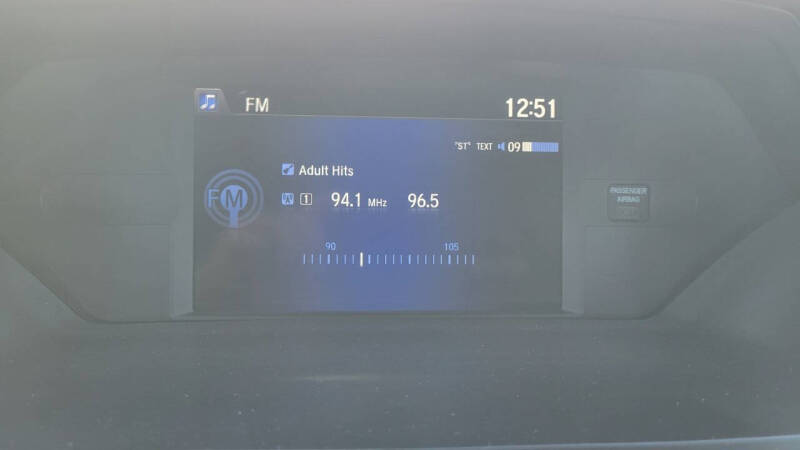 FM
12:51
"ST" TEXT 09
Adult Hits
FM
1 94.1 MHz 96.5
90 105
PASSENGER
AIRBAG